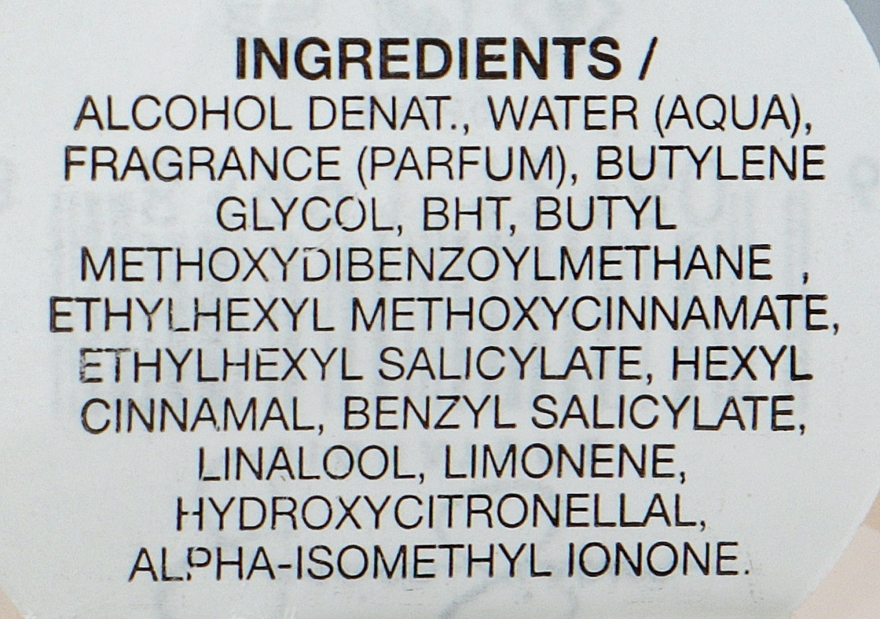 INGREDIENTS /
ALCOHOL DENAT., WATER (AQUA),
FRAGRANCE (PARFUM), BUTYLENE
GLYCOL, BHT, BUTYL
METHOXYDIBENZOYLMETHANE ,
ETHYLHEXYL METHOXYCINNAMATE,
ETHYLHEXYL SALICYLATE, HEXYL
CINNAMAL, BENZYL SALICYLATE,
LINALOOL, LIMONENE,
HYDROXYCITRONELLAL,
ALPHA-ISOMETHYL IONONE.